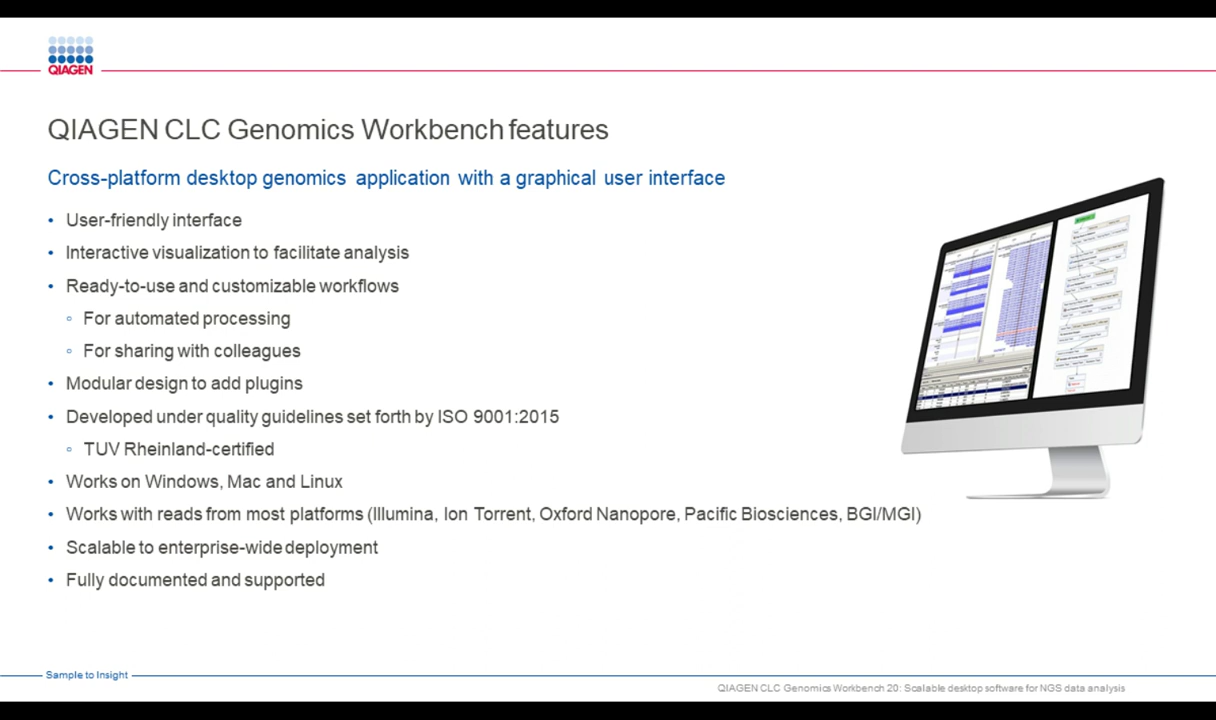 QIAGEN
QIAGEN CLC Genomics Workbench features
Cross-platform desktop genomics application with a graphical user interface
• User-friendly interface
• Interactive visualization to facilitate analysis
• Ready-to-use and customizable workflows
◦ For automated processing
◦ For sharing with colleagues
• Modular design to add plugins
• Developed under quality guidelines set forth by ISO 9001:2015
◦ TUV Rheinland-certified
• Works on Windows, Mac and Linux
• Works with reads from most platforms (Illumina, Ion Torrent, Oxford Nanopore, Pacific Biosciences, BGI/MGI)
• Scalable to enterprise-wide deployment
• Fully documented and supported
Sample to Insight
QIAGEN CLC Genomics Workbench 20: Scalable desktop software for NGS data analysis